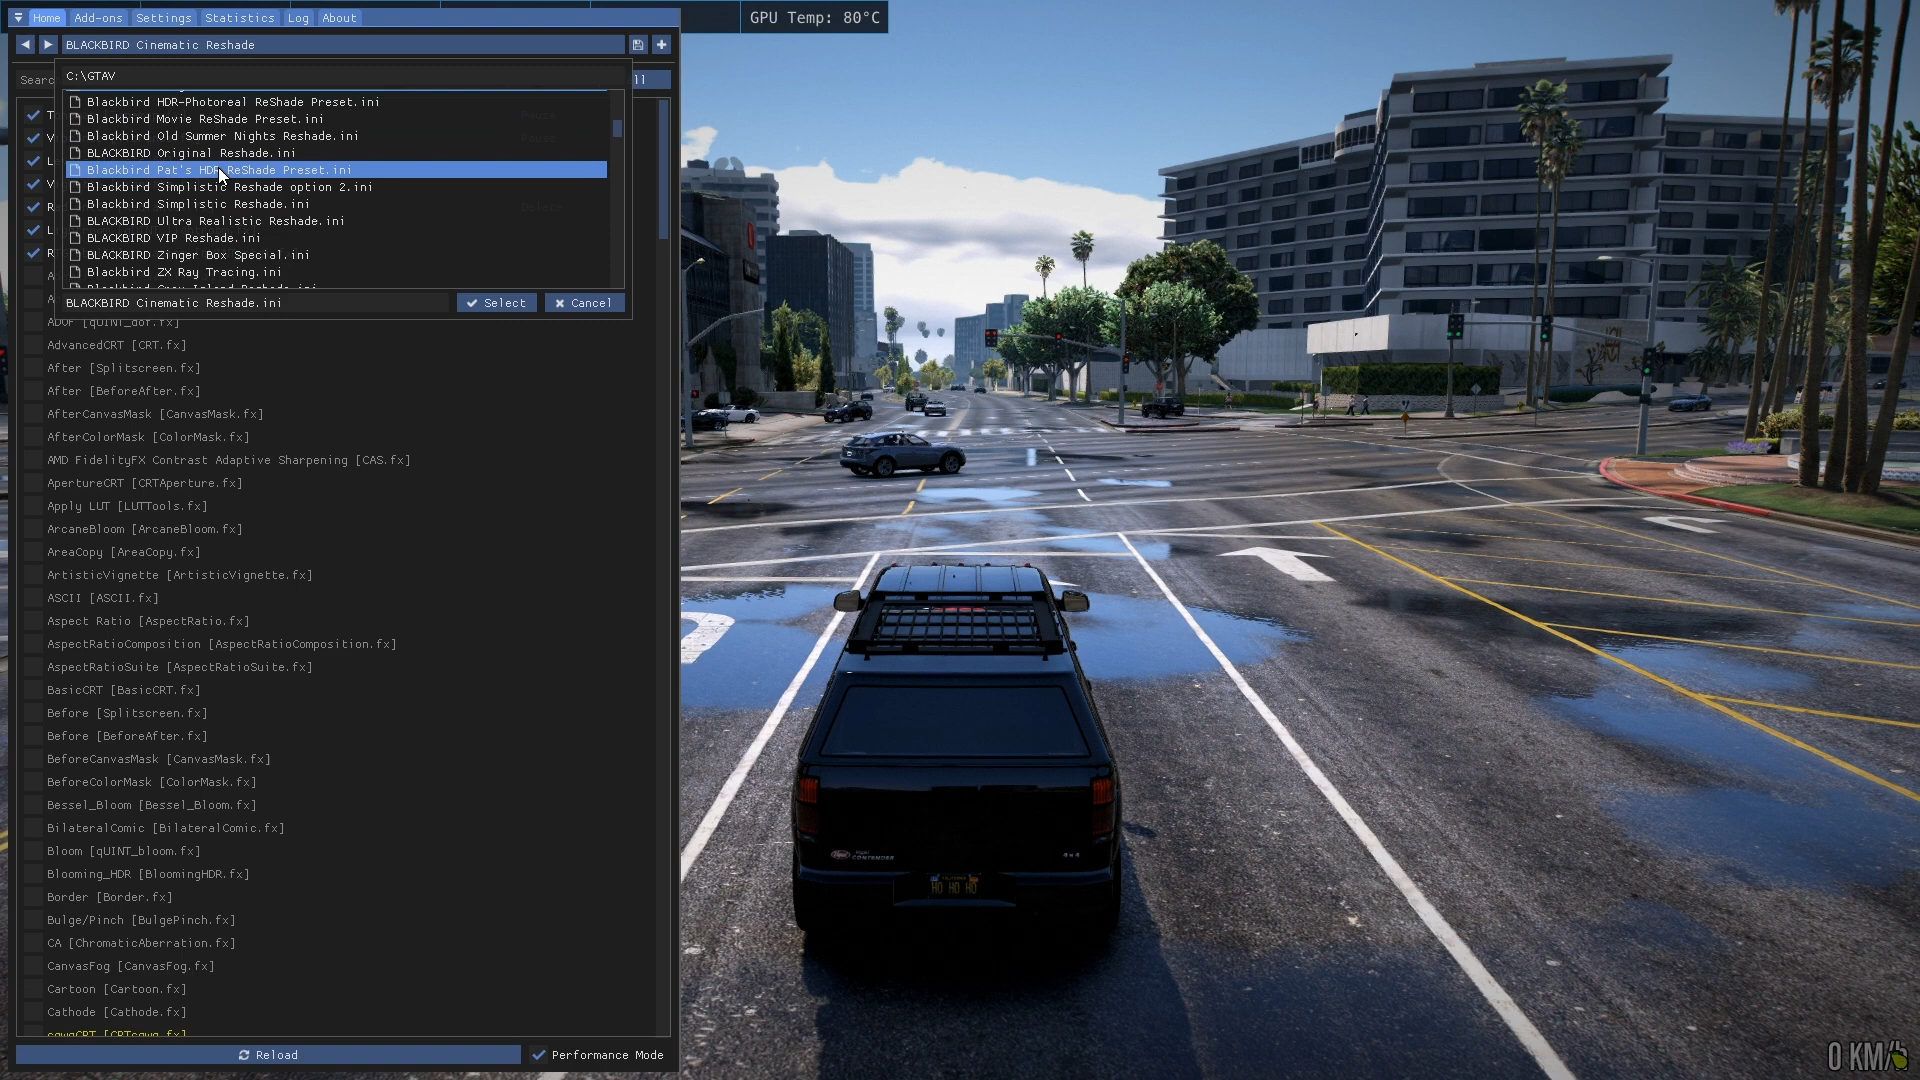 Home Add-ons Settings Statistics Log About
GPU Temp: 80°C
BLACKBIRD Cinematic Reshade
C:\GTAV
Blackbird HDR-Photoreal ReShade Preset.ini
Blackbird Movie ReShade Preset.ini
Blackbird Old Summer Nights Reshade.ini
BLACKBIRD Original Reshade.ini
Blackbird Pat's HDR ReShade Preset.ini
Blackbird Simplistic Reshade option 2.ini
Blackbird Simplistic Reshade.ini
BLACKBIRD Ultra Realistic Reshade.ini
BLACKBIRD VIP Reshade.ini
BLACKBIRD Zinger Box Special.ini
Blackbird ZX Ray Tracing.ini
BLACKBIRD Cinematic Reshade.ini
Select Cancel
ADOF [qUINT_dof.fx]
AdvancedCRT [CRT.fx]
After [Splitscreen.fx]
After [BeforeAfter.fx]
AfterCanvasMask [CanvasMask.fx]
AfterColorMask [ColorMask.fx]
AMD FidelityFX Contrast Adaptive Sharpening [CAS.fx]
ApertureCRT [CRTAperture.fx]
Apply LUT [LUTTools.fx]
ArcaneBloom [ArcaneBloom.fx]
AreaCopy [AreaCopy.fx]
ArtisticVignette [ArtisticVignette.fx]
ASCII [ASCII.fx]
Aspect Ratio [AspectRatio.fx]
AspectRatioComposition [AspectRatioComposition.fx]
AspectRatioSuite [AspectRatioSuite.fx]
BasicCRT [BasicCRT.fx]
Before [Splitscreen.fx]
Before [BeforeAfter.fx]
BeforeCanvasMask [CanvasMask.fx]
BeforeColorMask [ColorMask.fx]
Bessel_Bloom [Bessel_Bloom.fx]
BilateralComic [BilateralComic.fx]
Bloom [qUINT_bloom.fx]
Blooming_HDR [BloomingHDR.fx]
Border [Border.fx]
Bulge/Pinch [BulgePinch.fx]
CA [ChromaticAberration.fx]
CanvasFog [CanvasFog.fx]
Cartoon [Cartoon.fx]
Cathode [Cathode.fx]
Reload Performance Mode
CONTENDER
4x4
HO HO HO
0 KM/h